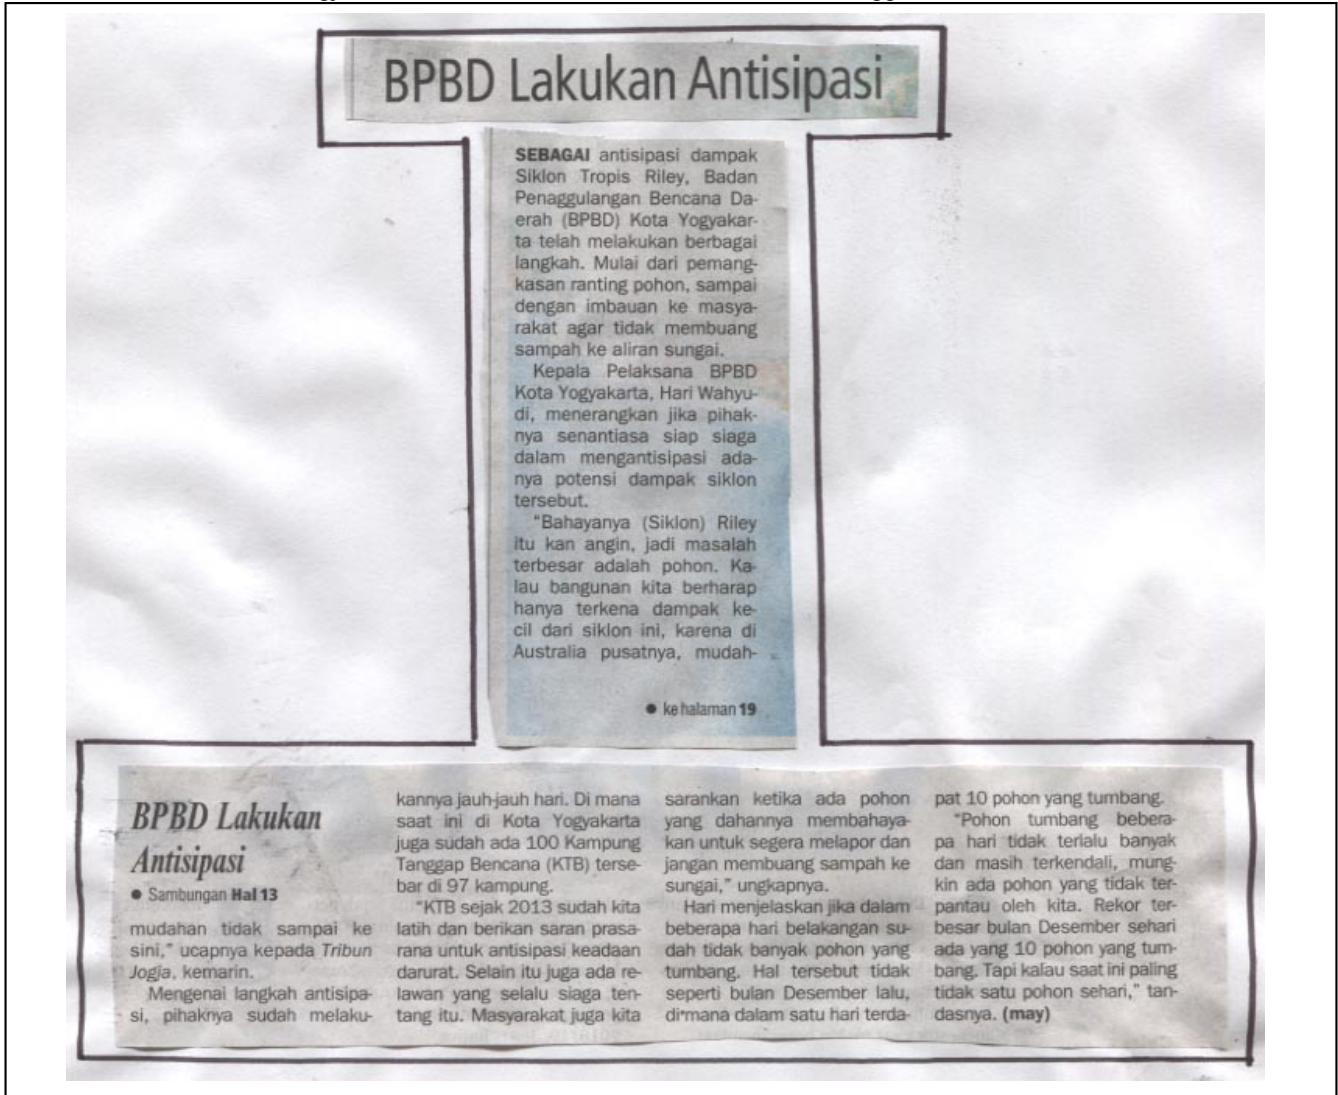 BPBD Lakukan Antisipasi
SEBAGAI antisipasi dampak
Siklon Tropis Riley, Badan
Penaggulangan Bencana Da-
erah (BPBD) Kota Yogyakar-
ta telah melakukan berbagai
langkah. Mulai dari pemang-
kasan ranting pohon, sampai
dengan imbauan ke masya-
rakat agar tidak membuang
sampah ke aliran sungai.
Kepala Pelaksana BPBD
Kota Yogyakarta, Hari Wahyu-
di, menerangkan jika pihak-
nya senantiasa siap siaga
dalam mengantisipasi ada-
nya potensi dampak siklon
tersebut.
"Bahayanya (Siklon) Riley
itu kan angin, jadi masalah
terbesar adalah pohon. Ka-
lau bangunan kita berharap
hanya terkena dampak ke-
cil dari siklon ini, karena di
Australia pusatnya, mudah-
● ke halaman 19
BPBD Lakukan
Antisipasi
● Sambungan Hal 13
mudahan tidak sampai ke
sini," ucapnya kepada Tribun
Jogja, kemarin.
Mengenai langkah antisipa-
si, pihaknya sudah melaku-
kannya jauh-jauh hari. Di mana
saat ini di Kota Yogyakarta
juga sudah ada 100 Kampung
Tanggap Bencana (KTB) terse-
bar di 97 kampung.
"KTB sejak 2013 sudah kita
latih dan berikan saran prasa-
rana untuk antisipasi keadaan
darurat. Selain itu juga ada re-
lawan yang selalu siaga ten-
tang itu. Masyarakat juga kita
sarankan ketika ada pohon
yang dahannya membahaya-
kan untuk segera melapor dan
jangan membuang sampah ke
sungai," ungkapnya.
Hari menjelaskan jika dalam
beberapa hari belakangan su-
dah tidak banyak pohon yang
tumbang. Hal tersebut tidak
seperti bulan Desember lalu,
dimana dalam satu hari terda-
pat 10 pohon yang tumbang.
"Pohon tumbang bebera-
pa hari tidak terlalu banyak
dan masih terkendali, mung-
kin ada pohon yang tidak ter-
pantau oleh kita. Rekor ter-
besar bulan Desember sehari
ada yang 10 pohon yang tum-
bang. Tapi kalau saat ini paling
tidak satu pohon sehari," tan-
dasnya. (may)